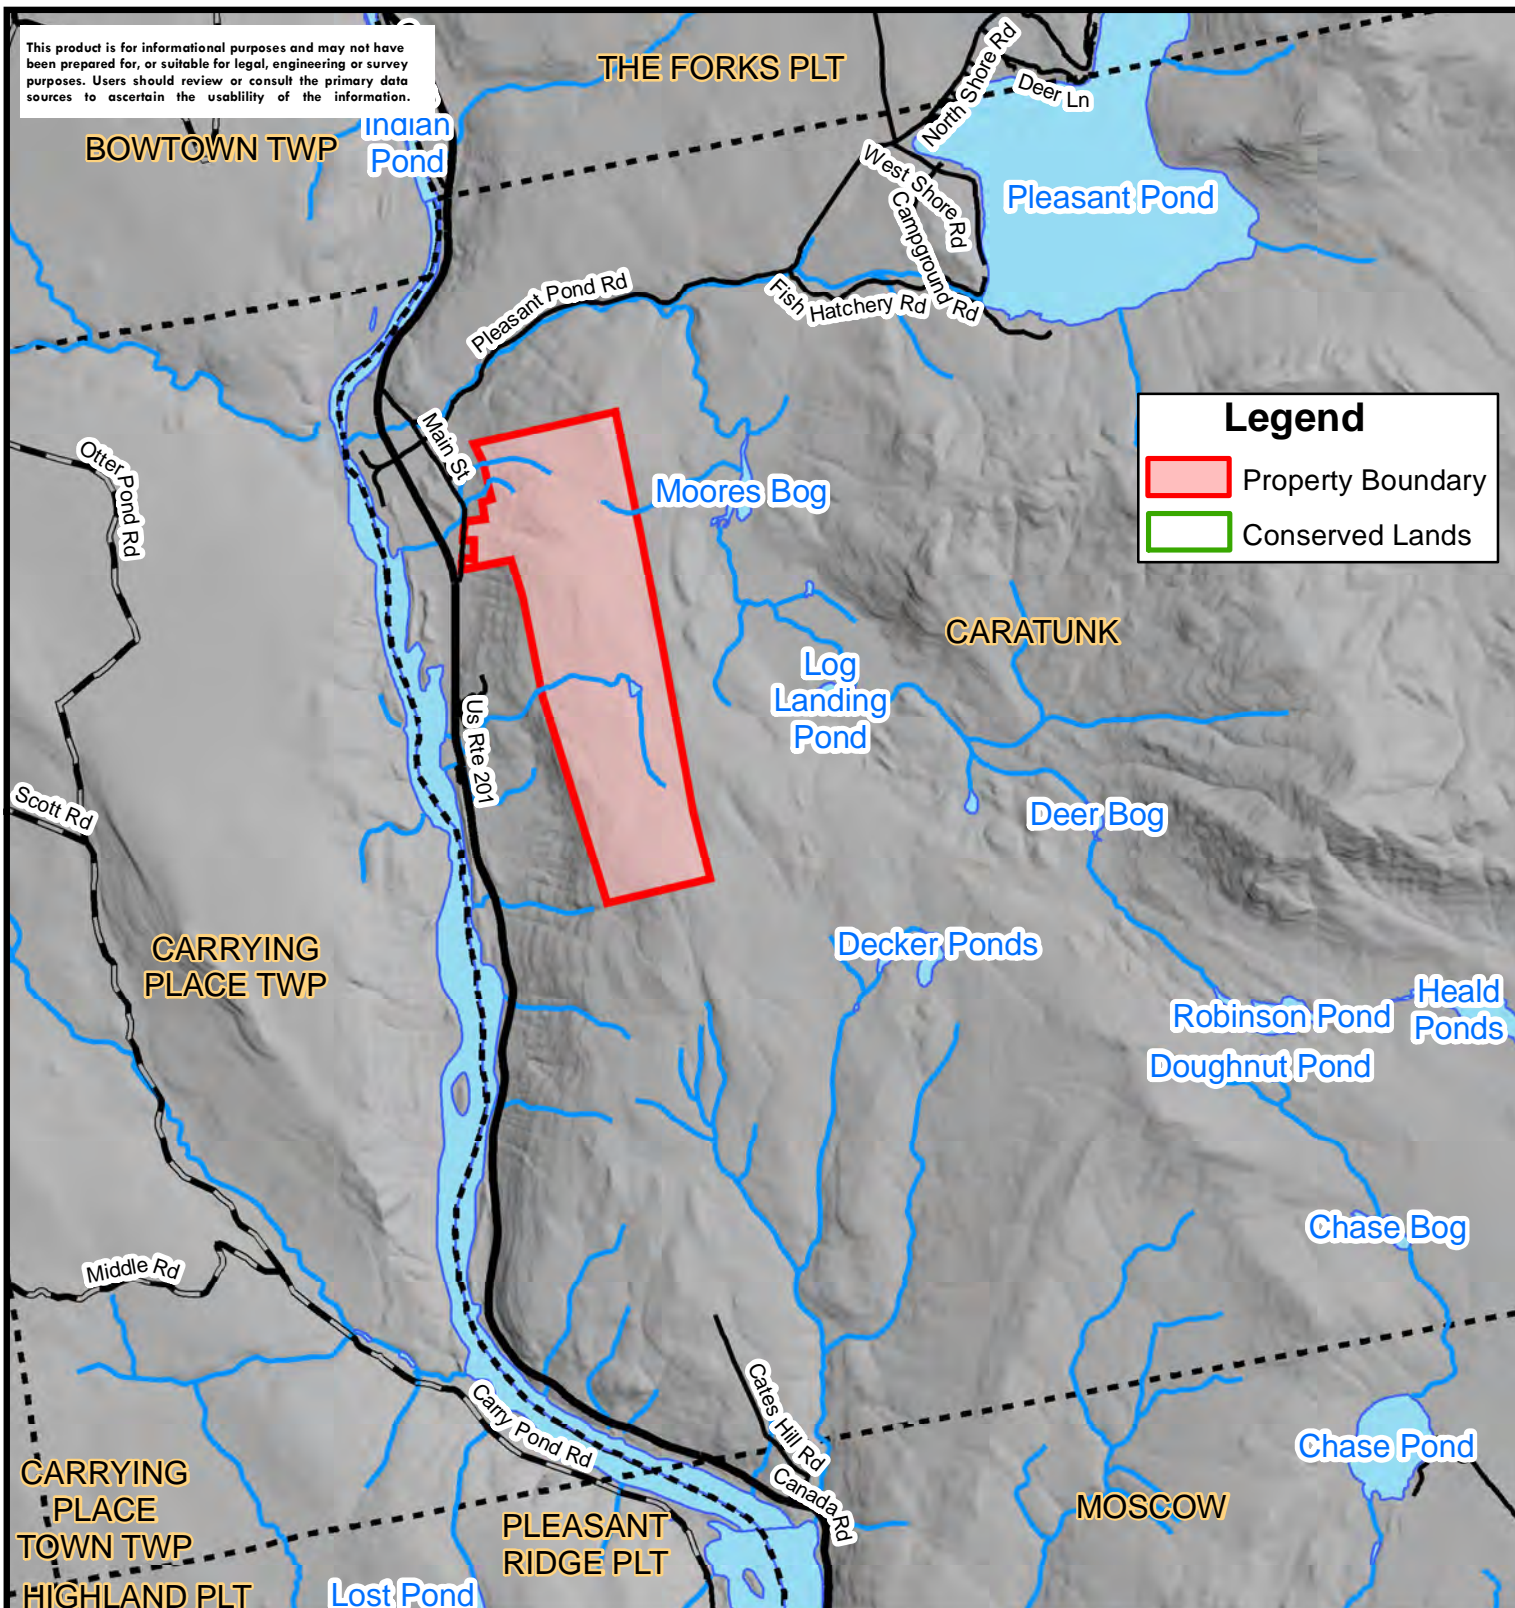 This product is for informational purposes and may not have
been prepared for, or suitable for legal, engineering or survey
purposes. Users should review or consult the primary data
sources to ascertain the usablility of the information.
THE FORKS PLT
North Shore Rd
Deer Ln
BOWTOWN TWP
Indian
Pond
West Shore Rd
Pleasant Pond
Campground Rd
Pleasant Pond Rd
Fish Hatchery Rd
Legend
Property Boundary
Conserved Lands
Main St
Otter Pond Rd
Moores Bog
CARATUNK
Log
Landing
Pond
Us Rte 201
Scott Rd
Deer Bog
CARRYING
PLACE TWP
Decker Ponds
Heald
Ponds
Robinson Pond
Doughnut Pond
Chase Bog
Middle Rd
Cates Hill Rd
Carry Pond Rd
Canada Rd
Chase Pond
CARRYING
PLACE
TOWN TWP
PLEASANT
RIDGE PLT
MOSCOW
HIGHLAND PLT
Lost Pond